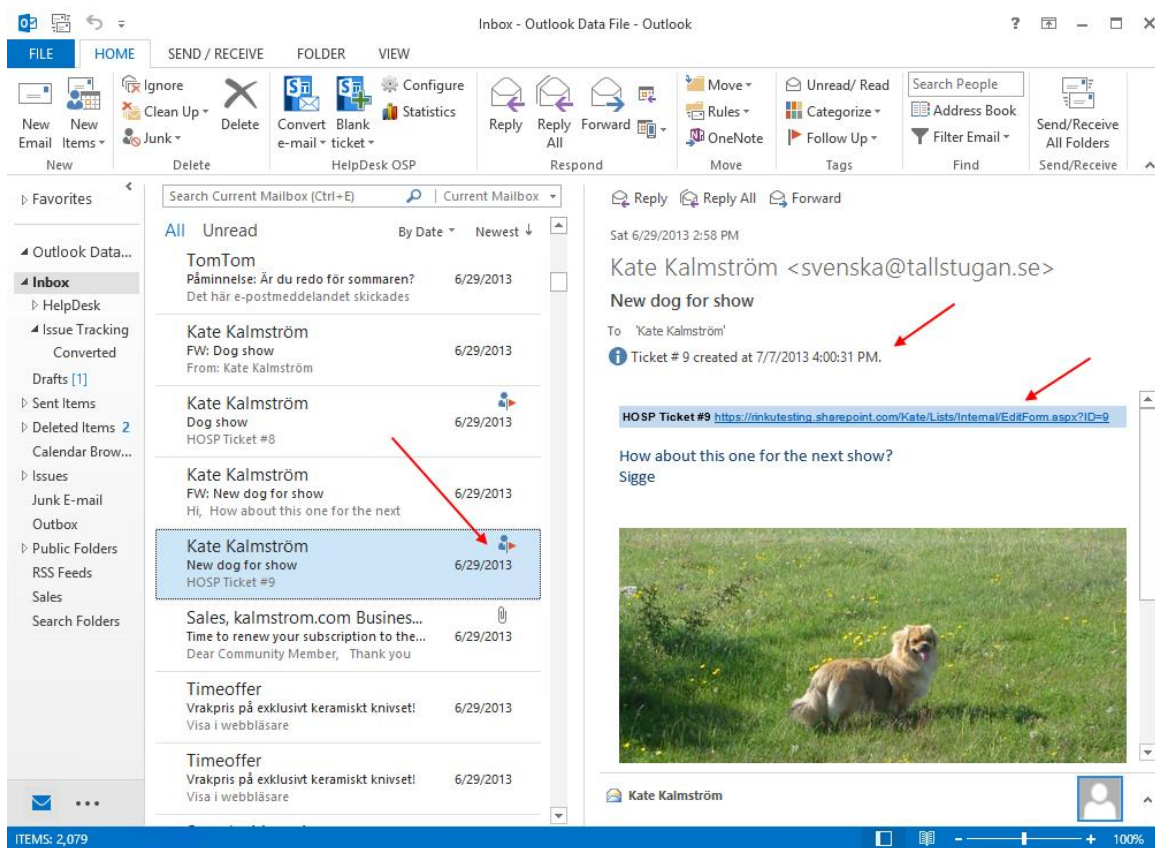 Inbox - Outlook Data File - Outlook
FILE HOME SEND / RECEIVE FOLDER VIEW
New Email
New Items
New
Ignore
Clean Up
Junk
Delete
Delete
Convert e-mail
Blank ticket
Configure
Statistics
HelpDesk OSP
Reply
Reply All
Forward
Respond
Move
Rules
OneNote
Move
Unread/ Read
Categorize
Follow Up
Tags
Search People
Address Book
Filter Email
Find
Send/Receive All Folders
Send/Receive
Favorites
Outlook Data...
Inbox
HelpDesk
Issue Tracking
Converted
Drafts [1]
Sent Items
Deleted Items 2
Calendar Brow...
Issues
Junk E-mail
Outbox
Public Folders
RSS Feeds
Sales
Search Folders
Search Current Mailbox (Ctrl+E) Current Mailbox
All Unread By Date Newest
TomTom
Påminnelse: Är du redo för sommaren? 6/29/2013
Det här e-postmeddelandet skickades
Kate Kalmström
FW: Dog show 6/29/2013
From: Kate Kalmström
Kate Kalmström
Dog show 6/29/2013
HOSP Ticket #8
Kate Kalmström
FW: New dog for show 6/29/2013
Hi, How about this one for the next
Kate Kalmström
New dog for show 6/29/2013
HOSP Ticket #9
Sales, kalmstrom.com Busines...
Time to renew your subscription to the... 6/29/2013
Dear Community Member, Thank you
Timeoffer
Vrakpris på exklusivt keramiskt knivset! 6/29/2013
Visa i webbläsare
Timeoffer
Vrakpris på exklusivt keramiskt knivset! 6/29/2013
Visa i webbläsare
Reply Reply All Forward
Sat 6/29/2013 2:58 PM
Kate Kalmström <svenska@tallstugan.se>
New dog for show
To 'Kate Kalmström'
Ticket # 9 created at 7/7/2013 4:00:31 PM.
HOSP Ticket #9 https://rinkutesting.sharepoint.com/Kate/Lists/Internal/EditForm.aspx?ID=9
How about this one for the next show?
Sigge
Kate Kalmström
ITEMS: 2,079
100%